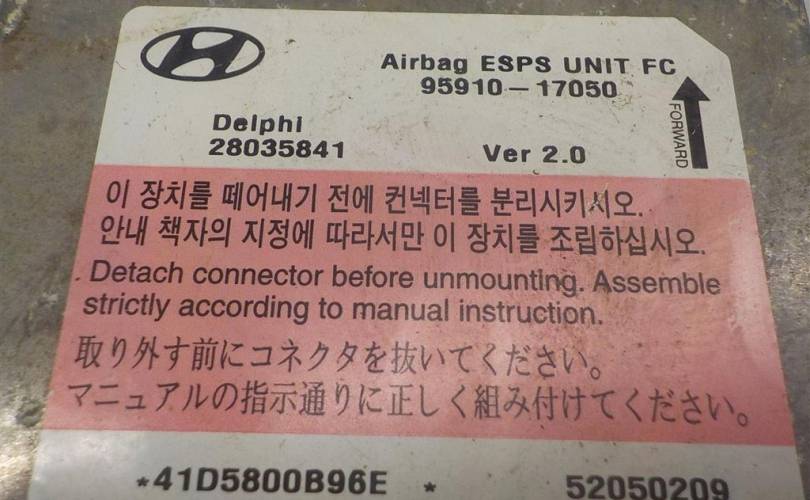 Airbag ESPS UNIT FC
95910-17050
FORWARD
Delphi
28035841
Ver 2.0
이 장치를 떼어내기 전에 컨넥터를 분리시키시오.
안내 책자의 지정에 따라서만 이 장치를 조립하십시오.
Detach connector before unmounting. Assemble
strictly according to manual instruction.
取り外す前にコネクタを抜いてください。
マニュアルの指示通りに正しく組み付けてください。
*41D5800B96E *
52050209